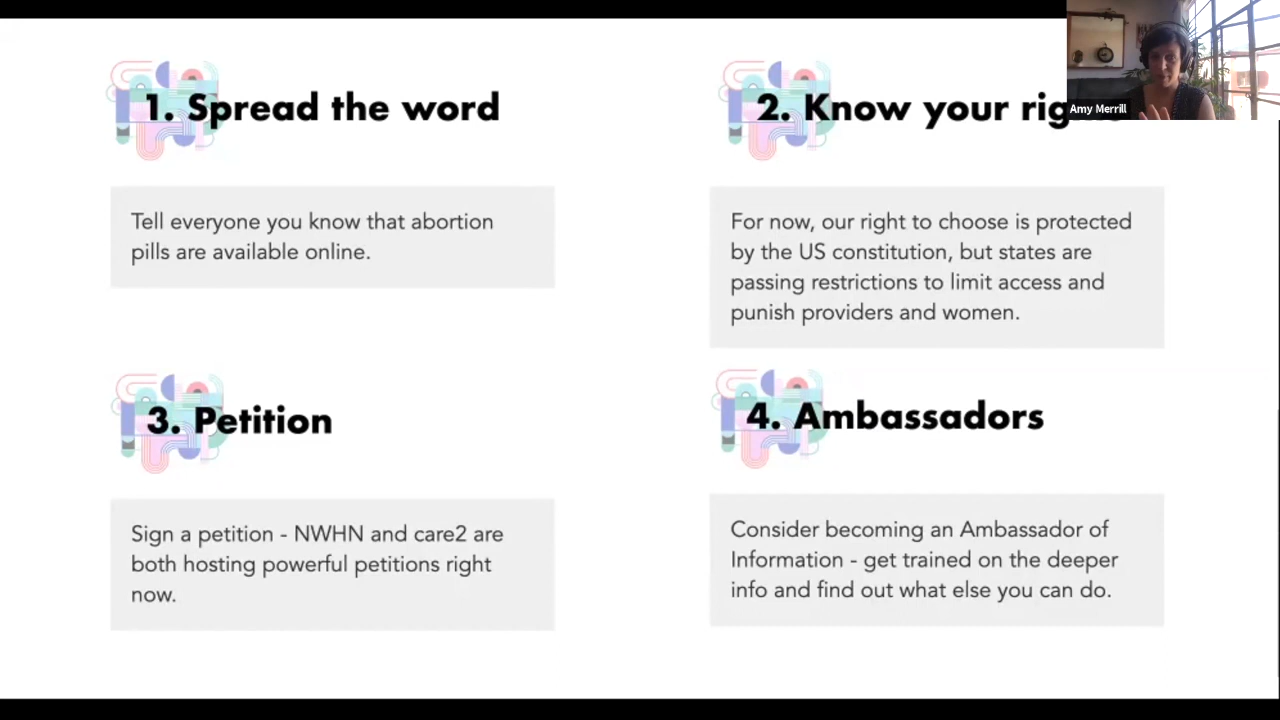 1. Spread the word
Tell everyone you know that abortion
pills are available online.
2. Know your rig
Amy Merrill
For now, our right to choose is protected
by the US constitution, but states are
passing restrictions to limit access and
punish providers and women.
3. Petition
Sign a petition - NWHN and care2 are
both hosting powerful petitions right
now.
4. Ambassadors
Consider becoming an Ambassador of
Information - get trained on the deeper
info and find out what else you can do.